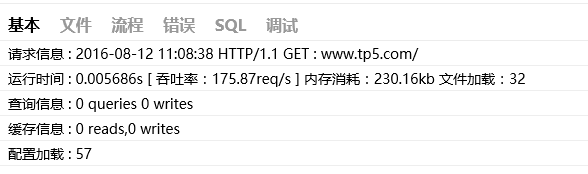 基本 文件 流程 错误 SQL 调试
请求信息 : 2016-08-12 11:08:38 HTTP/1.1 GET : www.tp5.com/
运行时间 : 0.005686s [ 吞吐率：175.87req/s ] 内存消耗：230.16kb 文件加载：32
查询信息 : 0 queries 0 writes
缓存信息 : 0 reads,0 writes
配置加载 : 57